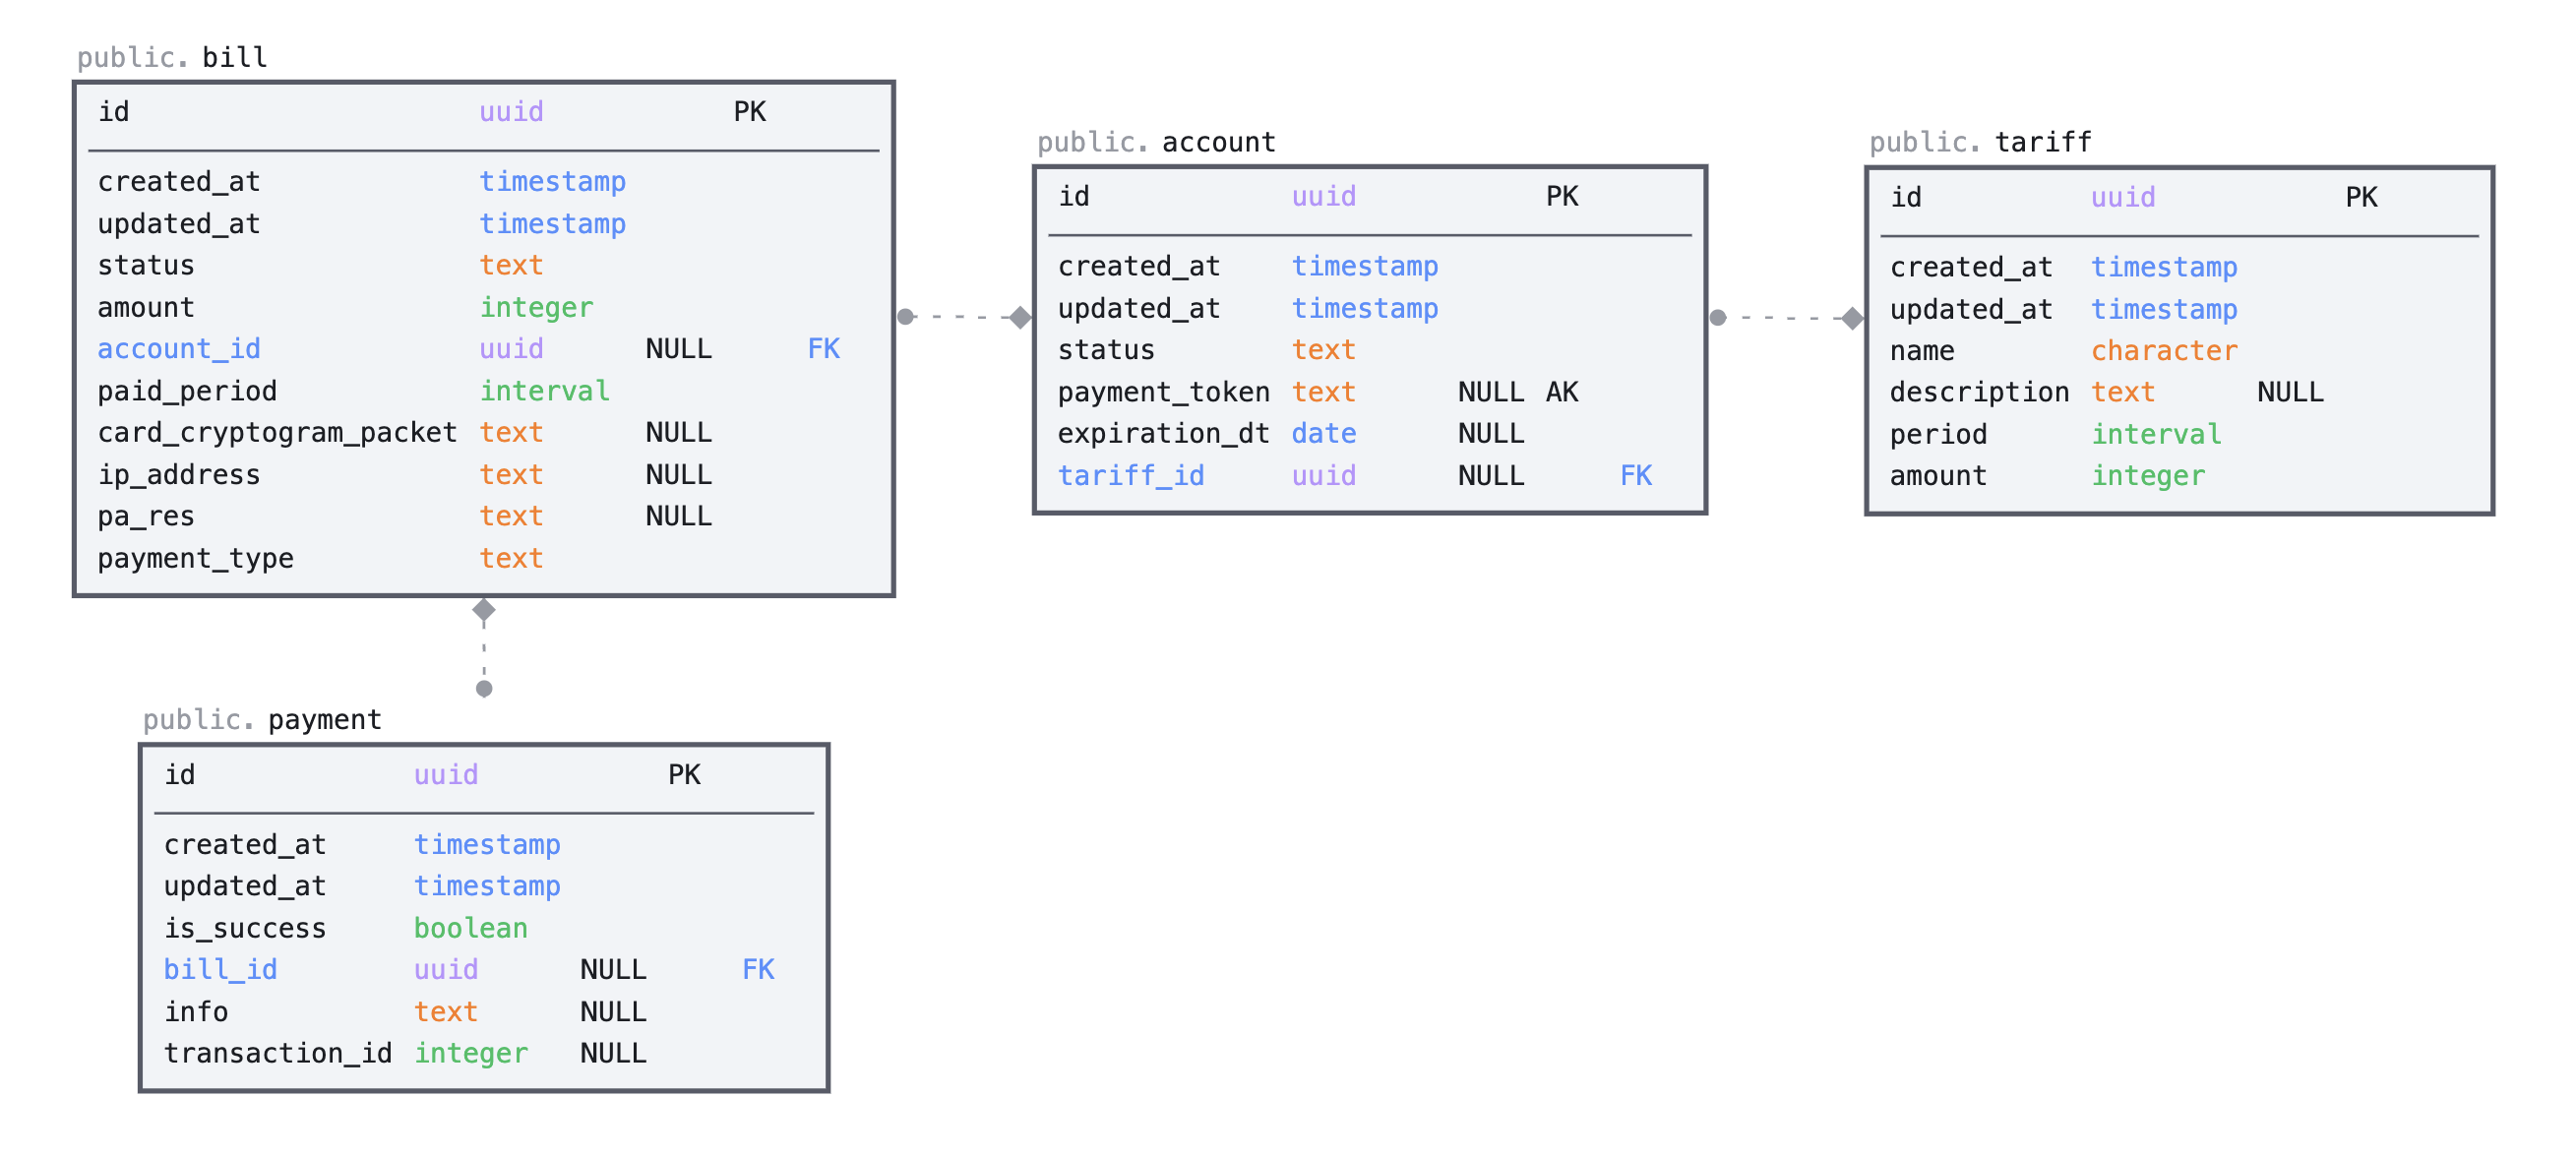 public. bill
id uuid PK
created_at timestamp
updated_at timestamp
status text
amount integer
account_id uuid NULL FK
paid_period interval
card_cryptogram_packet text NULL
ip_address text NULL
pa_res text NULL
payment_type text
public. account
id uuid PK
created_at timestamp
updated_at timestamp
status text
payment_token text NULL AK
expiration_dt date NULL
tariff_id uuid NULL FK
public. tariff
id uuid PK
created_at timestamp
updated_at timestamp
name character
description text NULL
period interval
amount integer
public. payment
id uuid PK
created_at timestamp
updated_at timestamp
is_success boolean
bill_id uuid NULL FK
info text NULL
transaction_id integer NULL